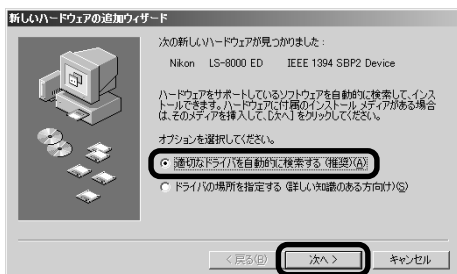 新しいハードウェアの追加ウィザード
次の新しいハードウェアが見つかりました：
Nikon LS-8000 ED IEEE 1394 SBP2 Device
ハードウェアをサポートしているソフトウェアを自動的に検索して、インス
トールできます。ハードウェアに付属のインストール メディアがある場合
は、そのメディアを挿入して、[次へ] をクリックしてください。
オプションを選択してください。
適切なドライバを自動的に検索する (推奨)(A)
ドライバの場所を指定する (詳しい知識のある方向け)(S)
< 戻る(B)
次へ >
キャンセル